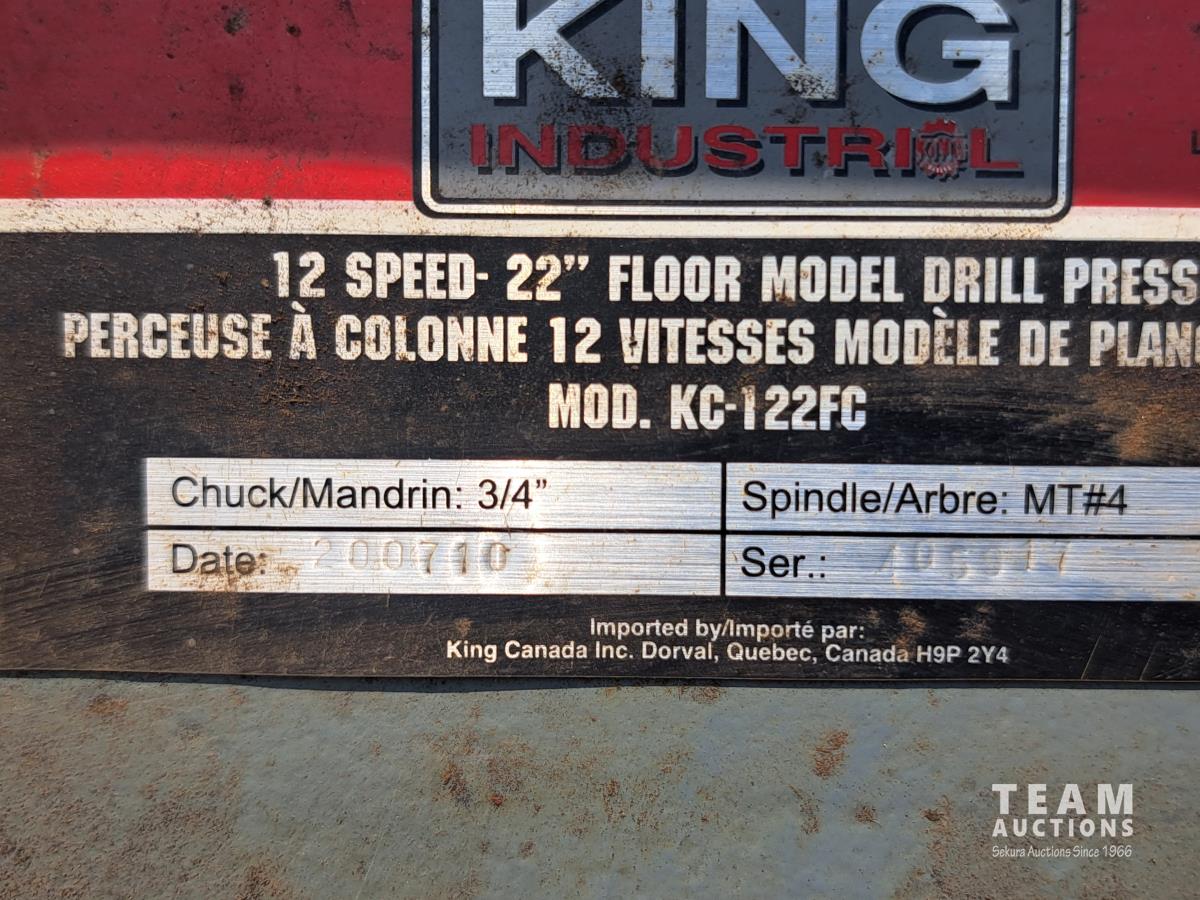 KING
INDUSTRIAL
12 SPEED- 22” FLOOR MODEL DRILL PRESS
PERCEUSE À COLONNE 12 VITESSES MODÈLE DE
MOD. KC-122FC
Chuck/Mandrin: 3/4” Spindle/Arbre: MT#4
Date: 200710 Ser.:
Imported by/Importé par:
King Canada Inc. Dorval, Quebec, Canada H9P 2Y4
TEAM
AUCTIONS
Sekura Auctions Since 1966